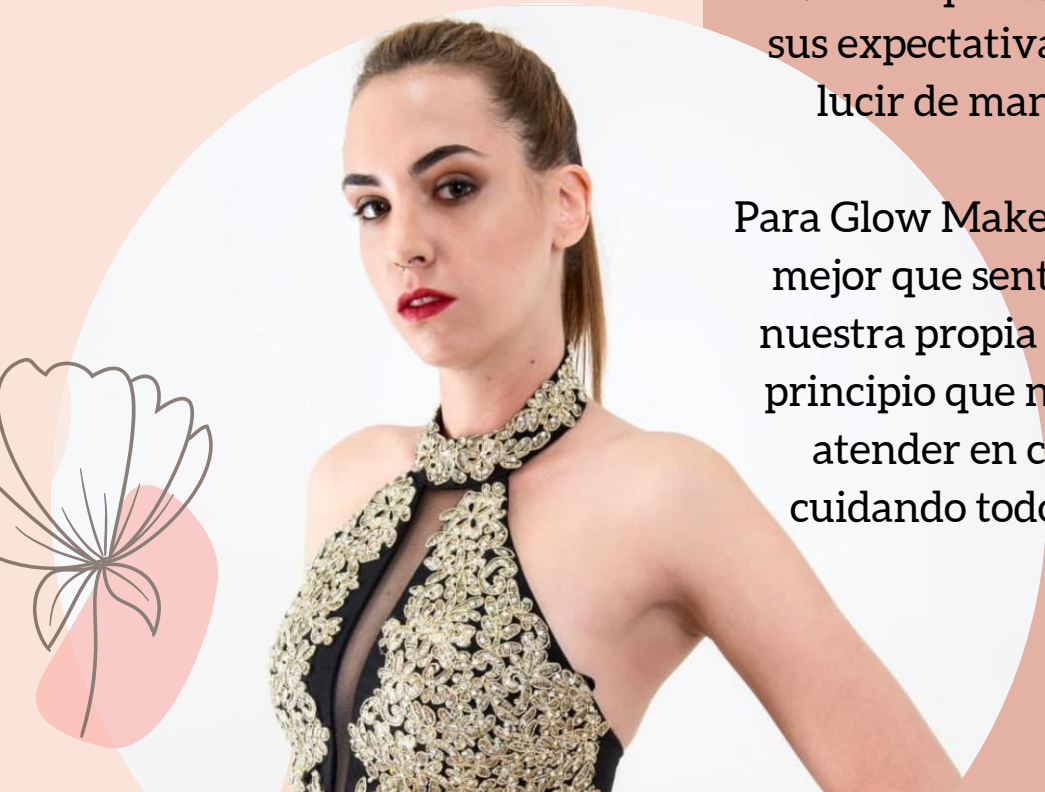 sus expectativa
lucir de mar
Para Glow Make
mejor que sent
nuestra propia
principio que n
atender en c
cuidando todo